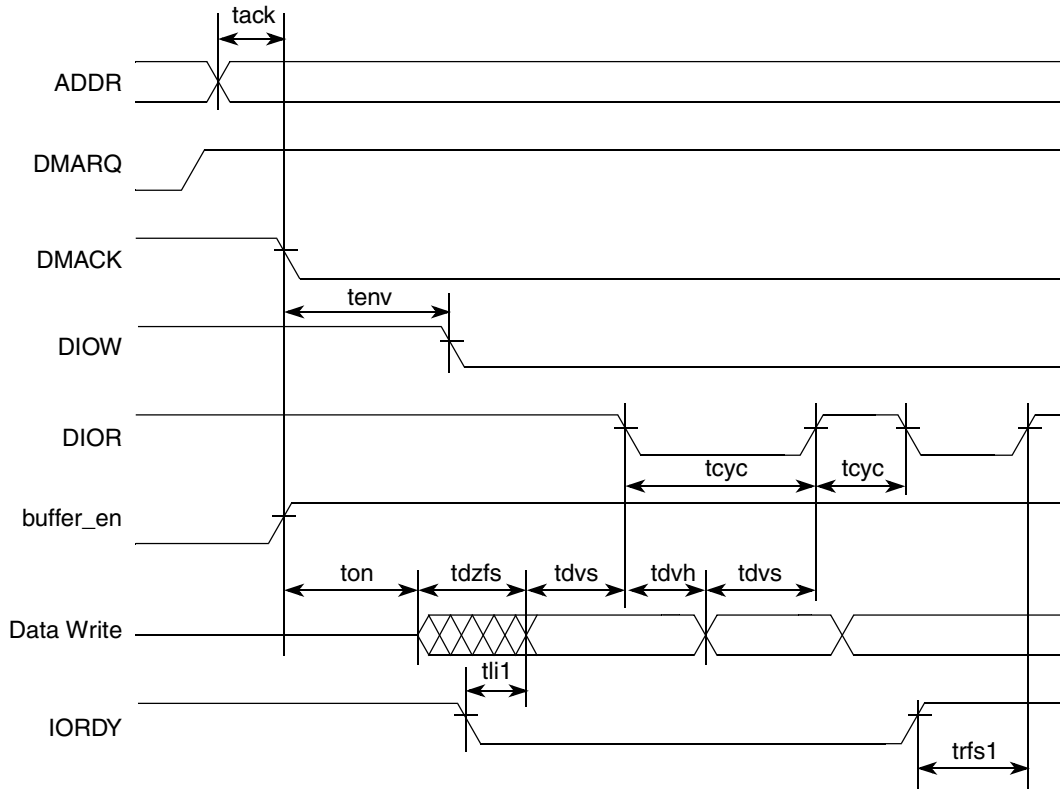 tack
ADDR
DMARQ
DMACK
tenv
DIOW
DIOR
tcyc tcyc
buffer_en
ton tdzfs tdvs tdvh tdvs
Data Write
tli1
IORDY
trfs1